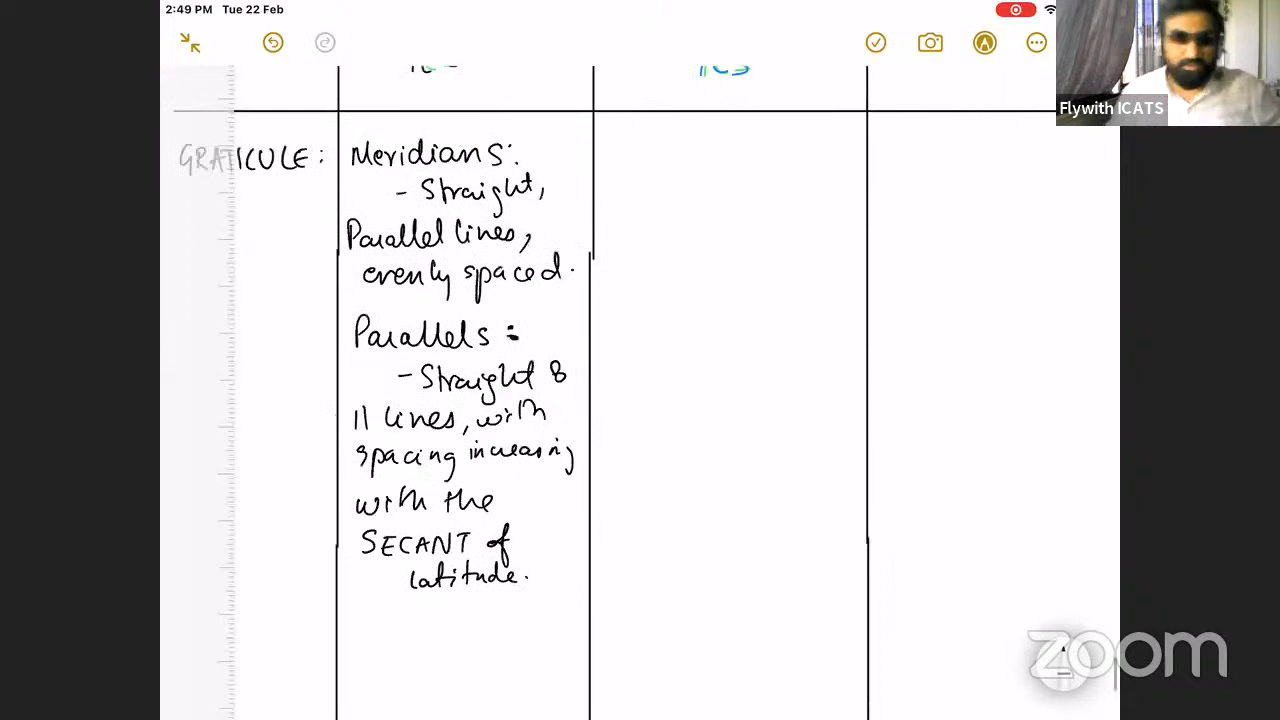 2:49 PM Tue 22 Feb
Flywith ICATS
GRATICULE :
Meridians :
- Straight,
Parallel lines,
evenly spaced.
Parallels :
- Straight &
11 lines, with
spacing increasing
with the
SECANT of
latitude.
zoom